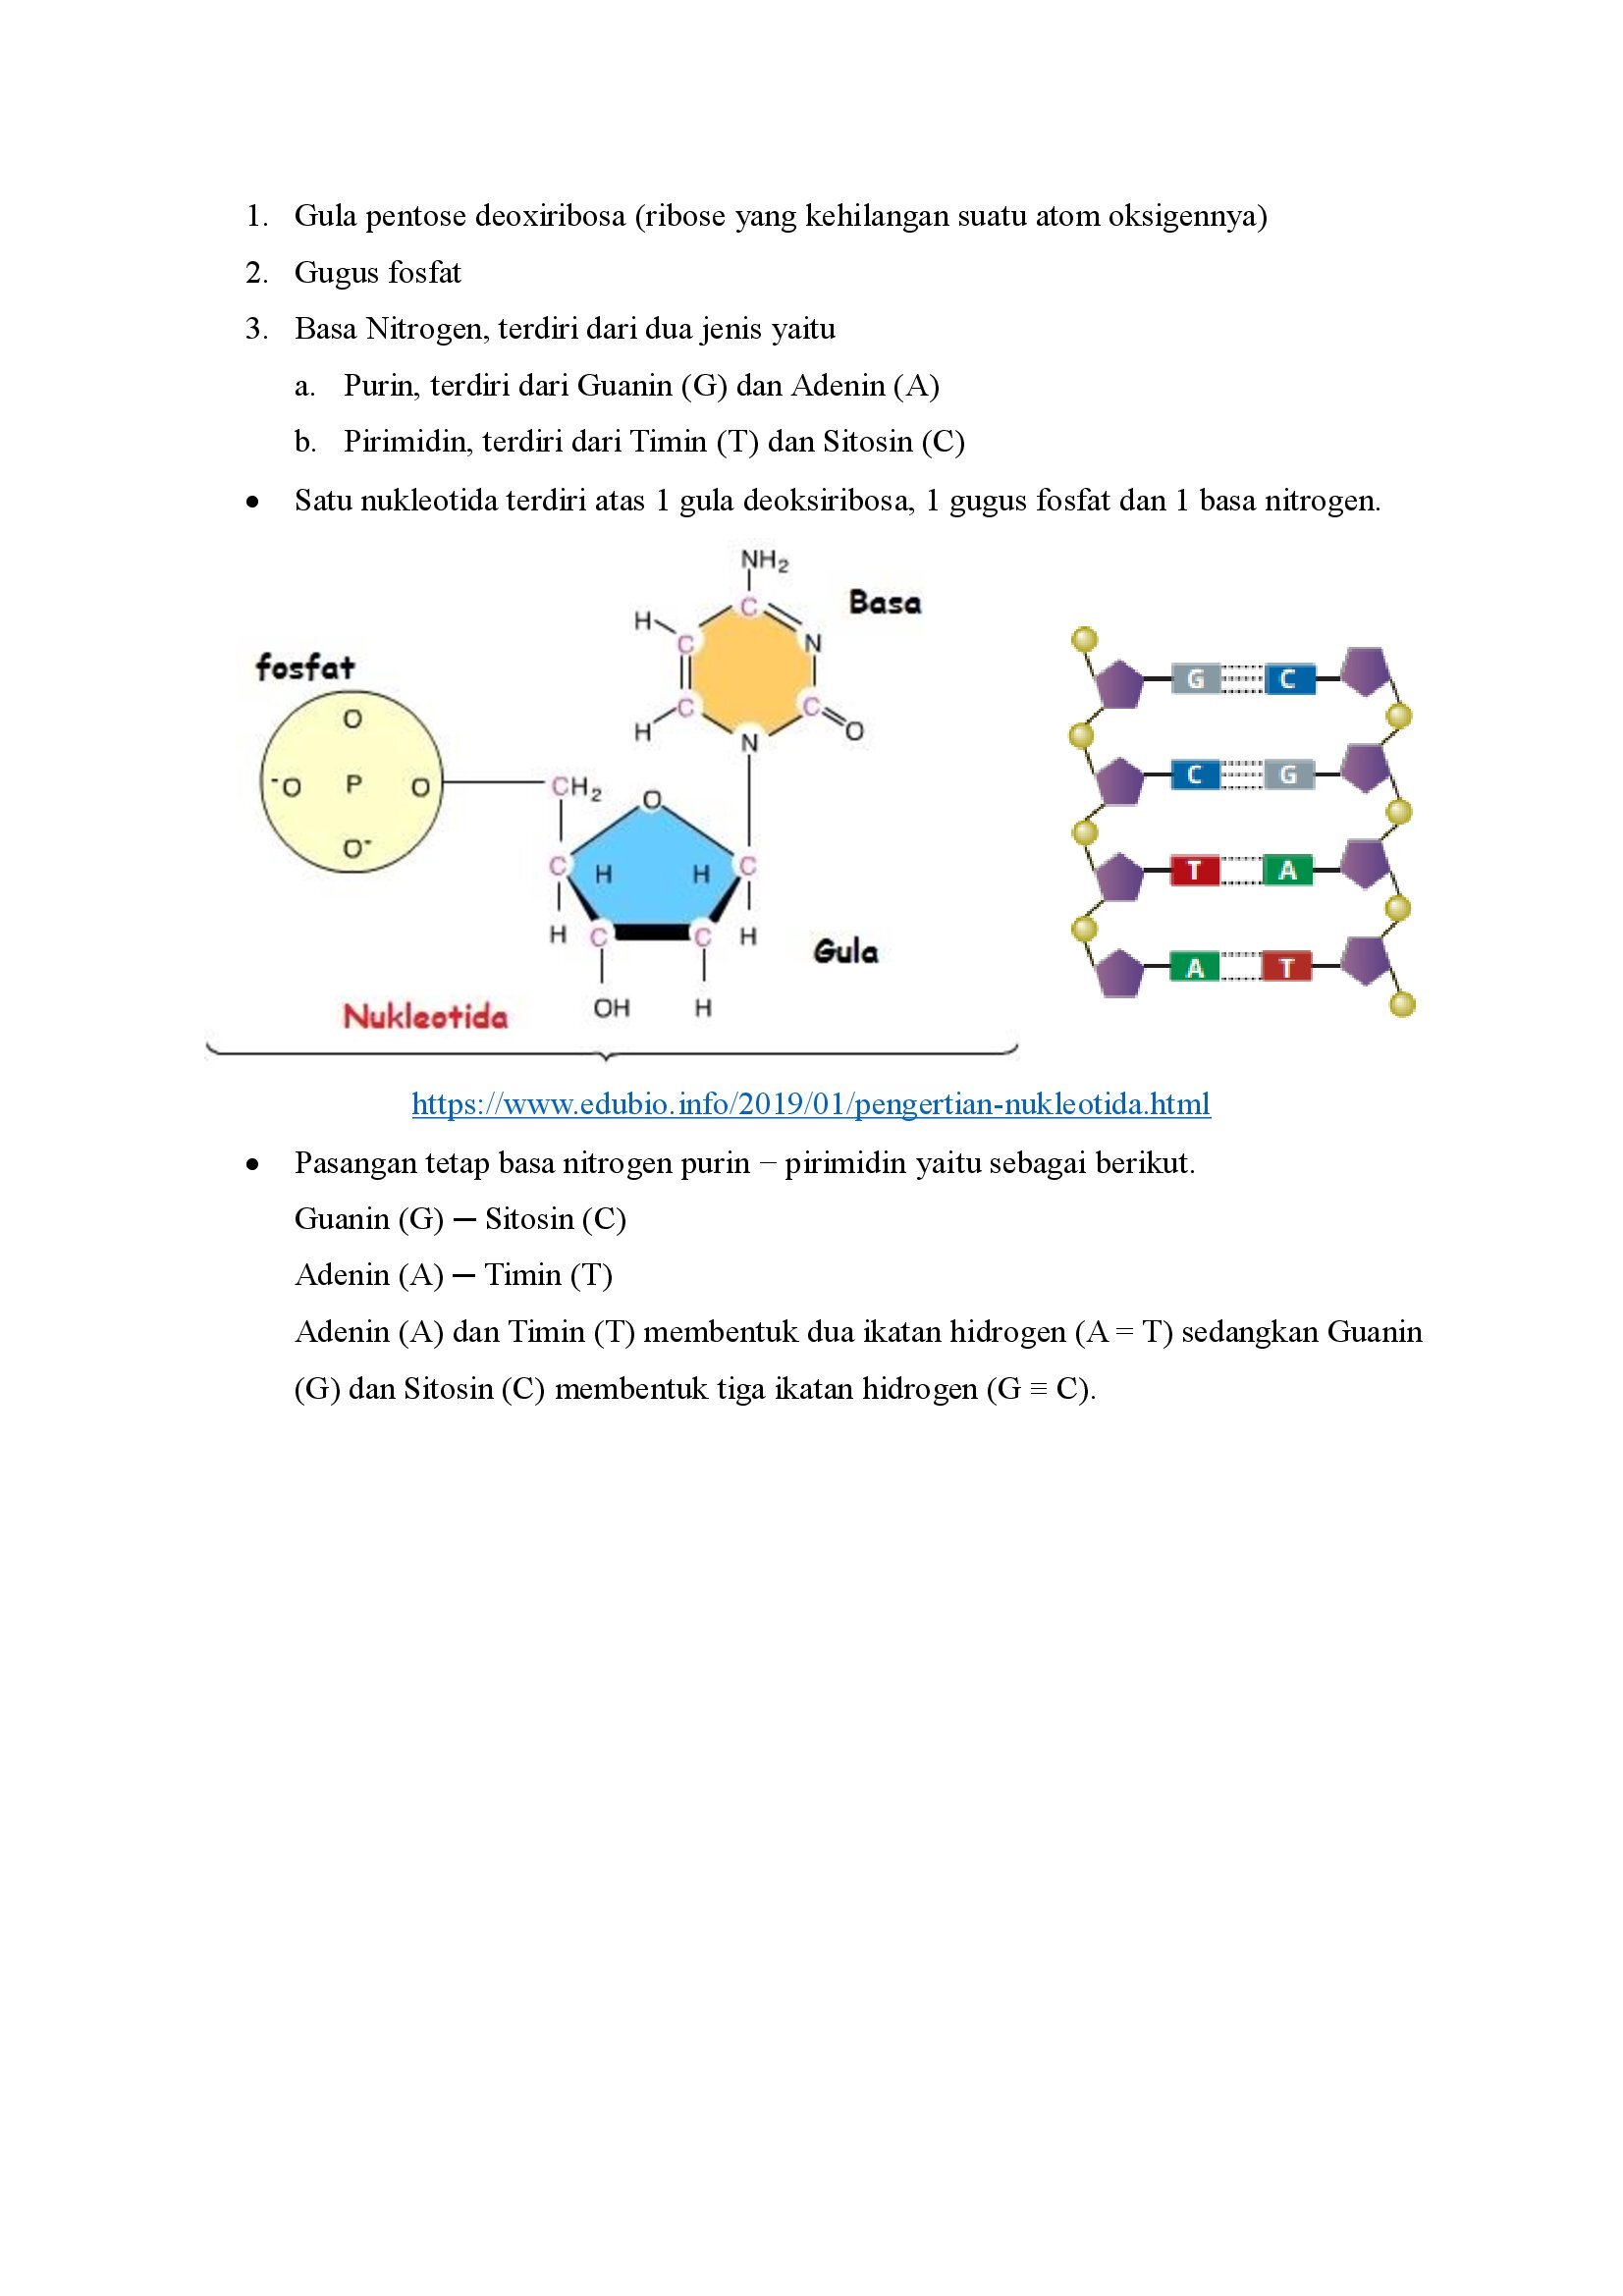 1. Gula pentose deoxiribosa (ribose yang kehilangan suatu atom oksigennya)
2. Gugus fosfat
3. Basa Nitrogen, terdiri dari dua jenis yaitu
a. Purin, terdiri dari Guanin (G) dan Adenin (A)
b. Pirimidin, terdiri dari Timin (T) dan Sitosin (C)
• Satu nukleotida terdiri atas 1 gula deoksiribosa, 1 gugus fosfat dan 1 basa nitrogen.
NH₂
C
Basa
H
C
N
fosfat
H
C
C
O
N
O
⁻O P O
O⁻
CH₂
O
C H H C
H C C H
OH H
Gula
Nukleotida
G C
C G
T A
A T
https://www.edubio.info/2019/01/pengertian-nukleotida.html
• Pasangan tetap basa nitrogen purin − pirimidin yaitu sebagai berikut.
Guanin (G) ─ Sitosin (C)
Adenin (A) ─ Timin (T)
Adenin (A) dan Timin (T) membentuk dua ikatan hidrogen (A = T) sedangkan Guanin
(G) dan Sitosin (C) membentuk tiga ikatan hidrogen (G ≡ C).